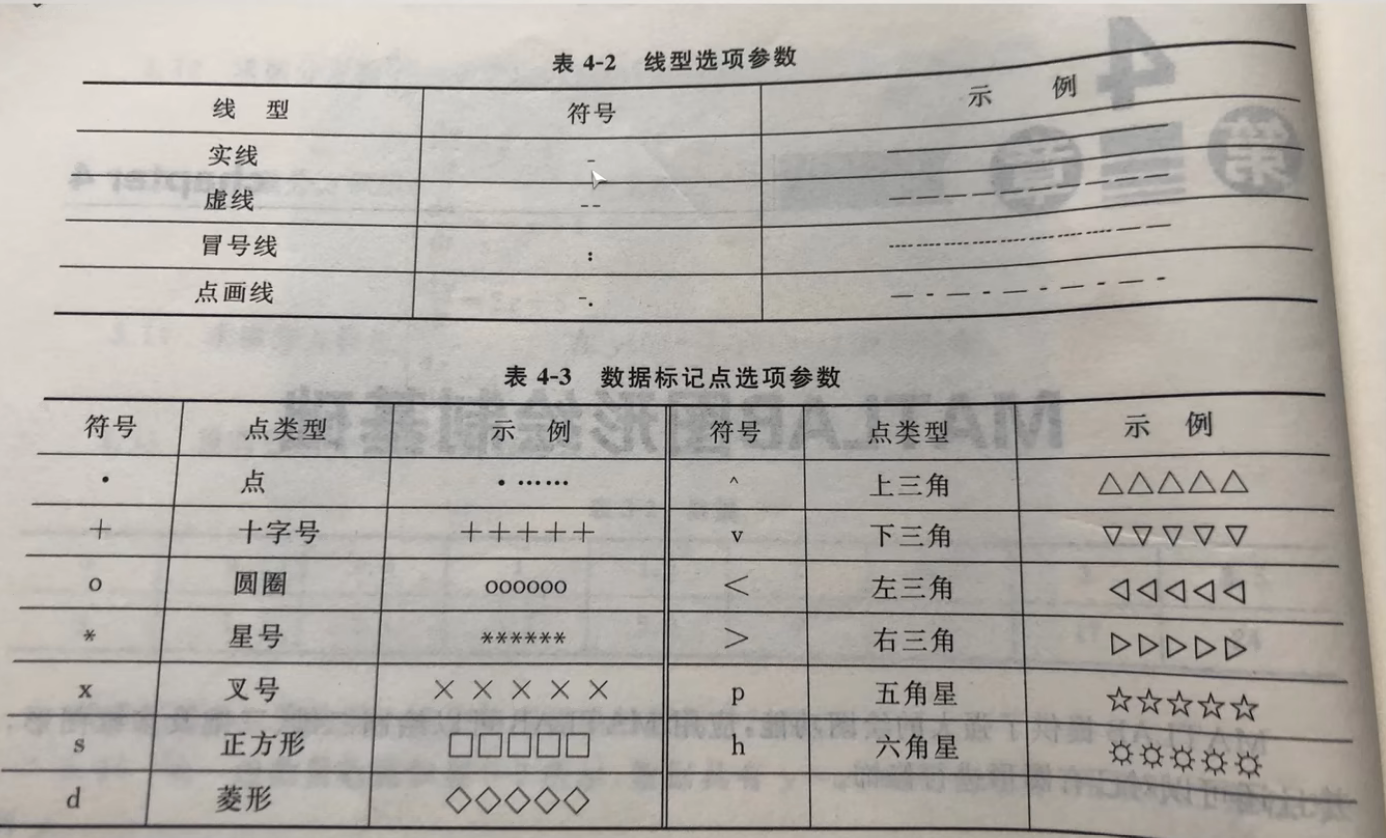 表 4-2 线型选项参数
线 型 符号 示 例
实线 -
虚线 --
冒号线 :
点画线 -.
表 4-3 数据标记点选项参数
符号 点类型 示 例 符号 点类型 示 例
· 点 ·…… ^ 上三角 △△△△△
+ 十字号 +++++ v 下三角 ▽▽▽▽▽
o 圆圈 oooooo < 左三角 ◁◁◁◁◁
* 星号 ****** > 右三角 ▷▷▷▷▷
x 叉号 ××××× p 五角星 ☆☆☆☆☆
s 正方形 □□□□□ h 六角星
d 菱形 ◇◇◇◇◇